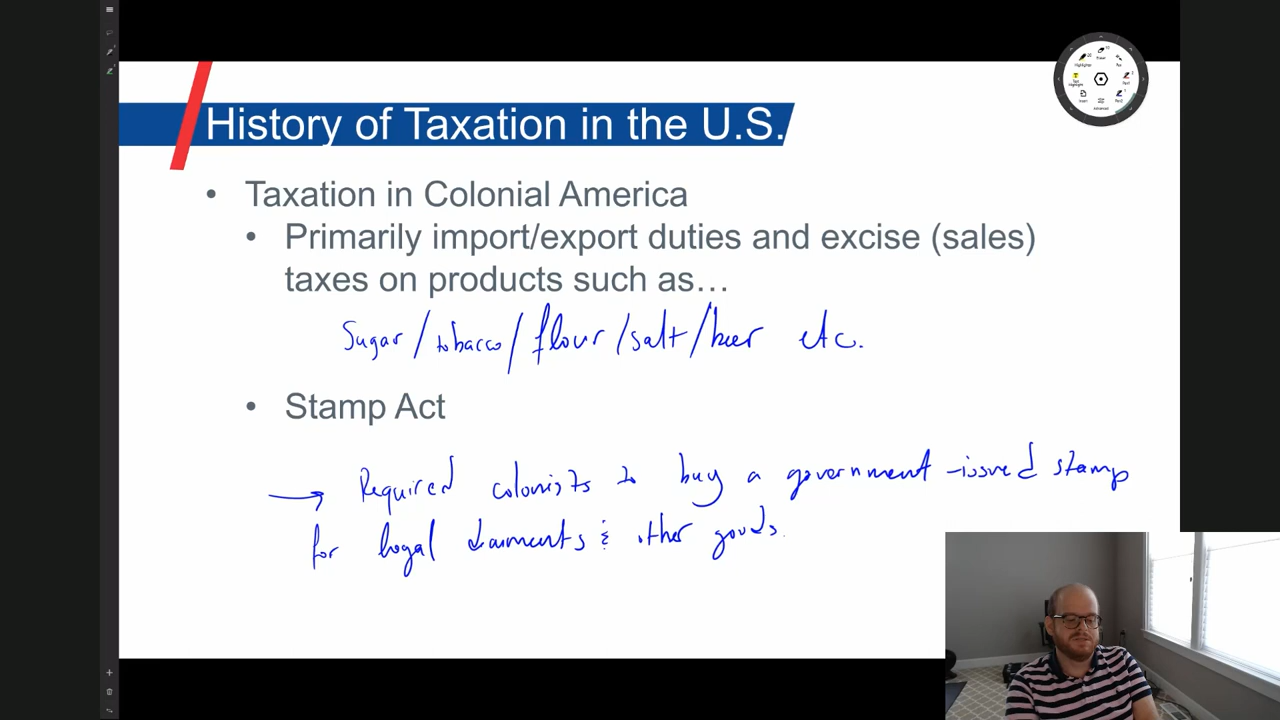 History of Taxation in the U.S.
• Taxation in Colonial America
• Primarily import/export duties and excise (sales)
taxes on products such as…
Sugar/tobacco/flour/salt/beer etc.
• Stamp Act
→ Required colonists to buy a government-issued stamp
for legal documents & other goods.